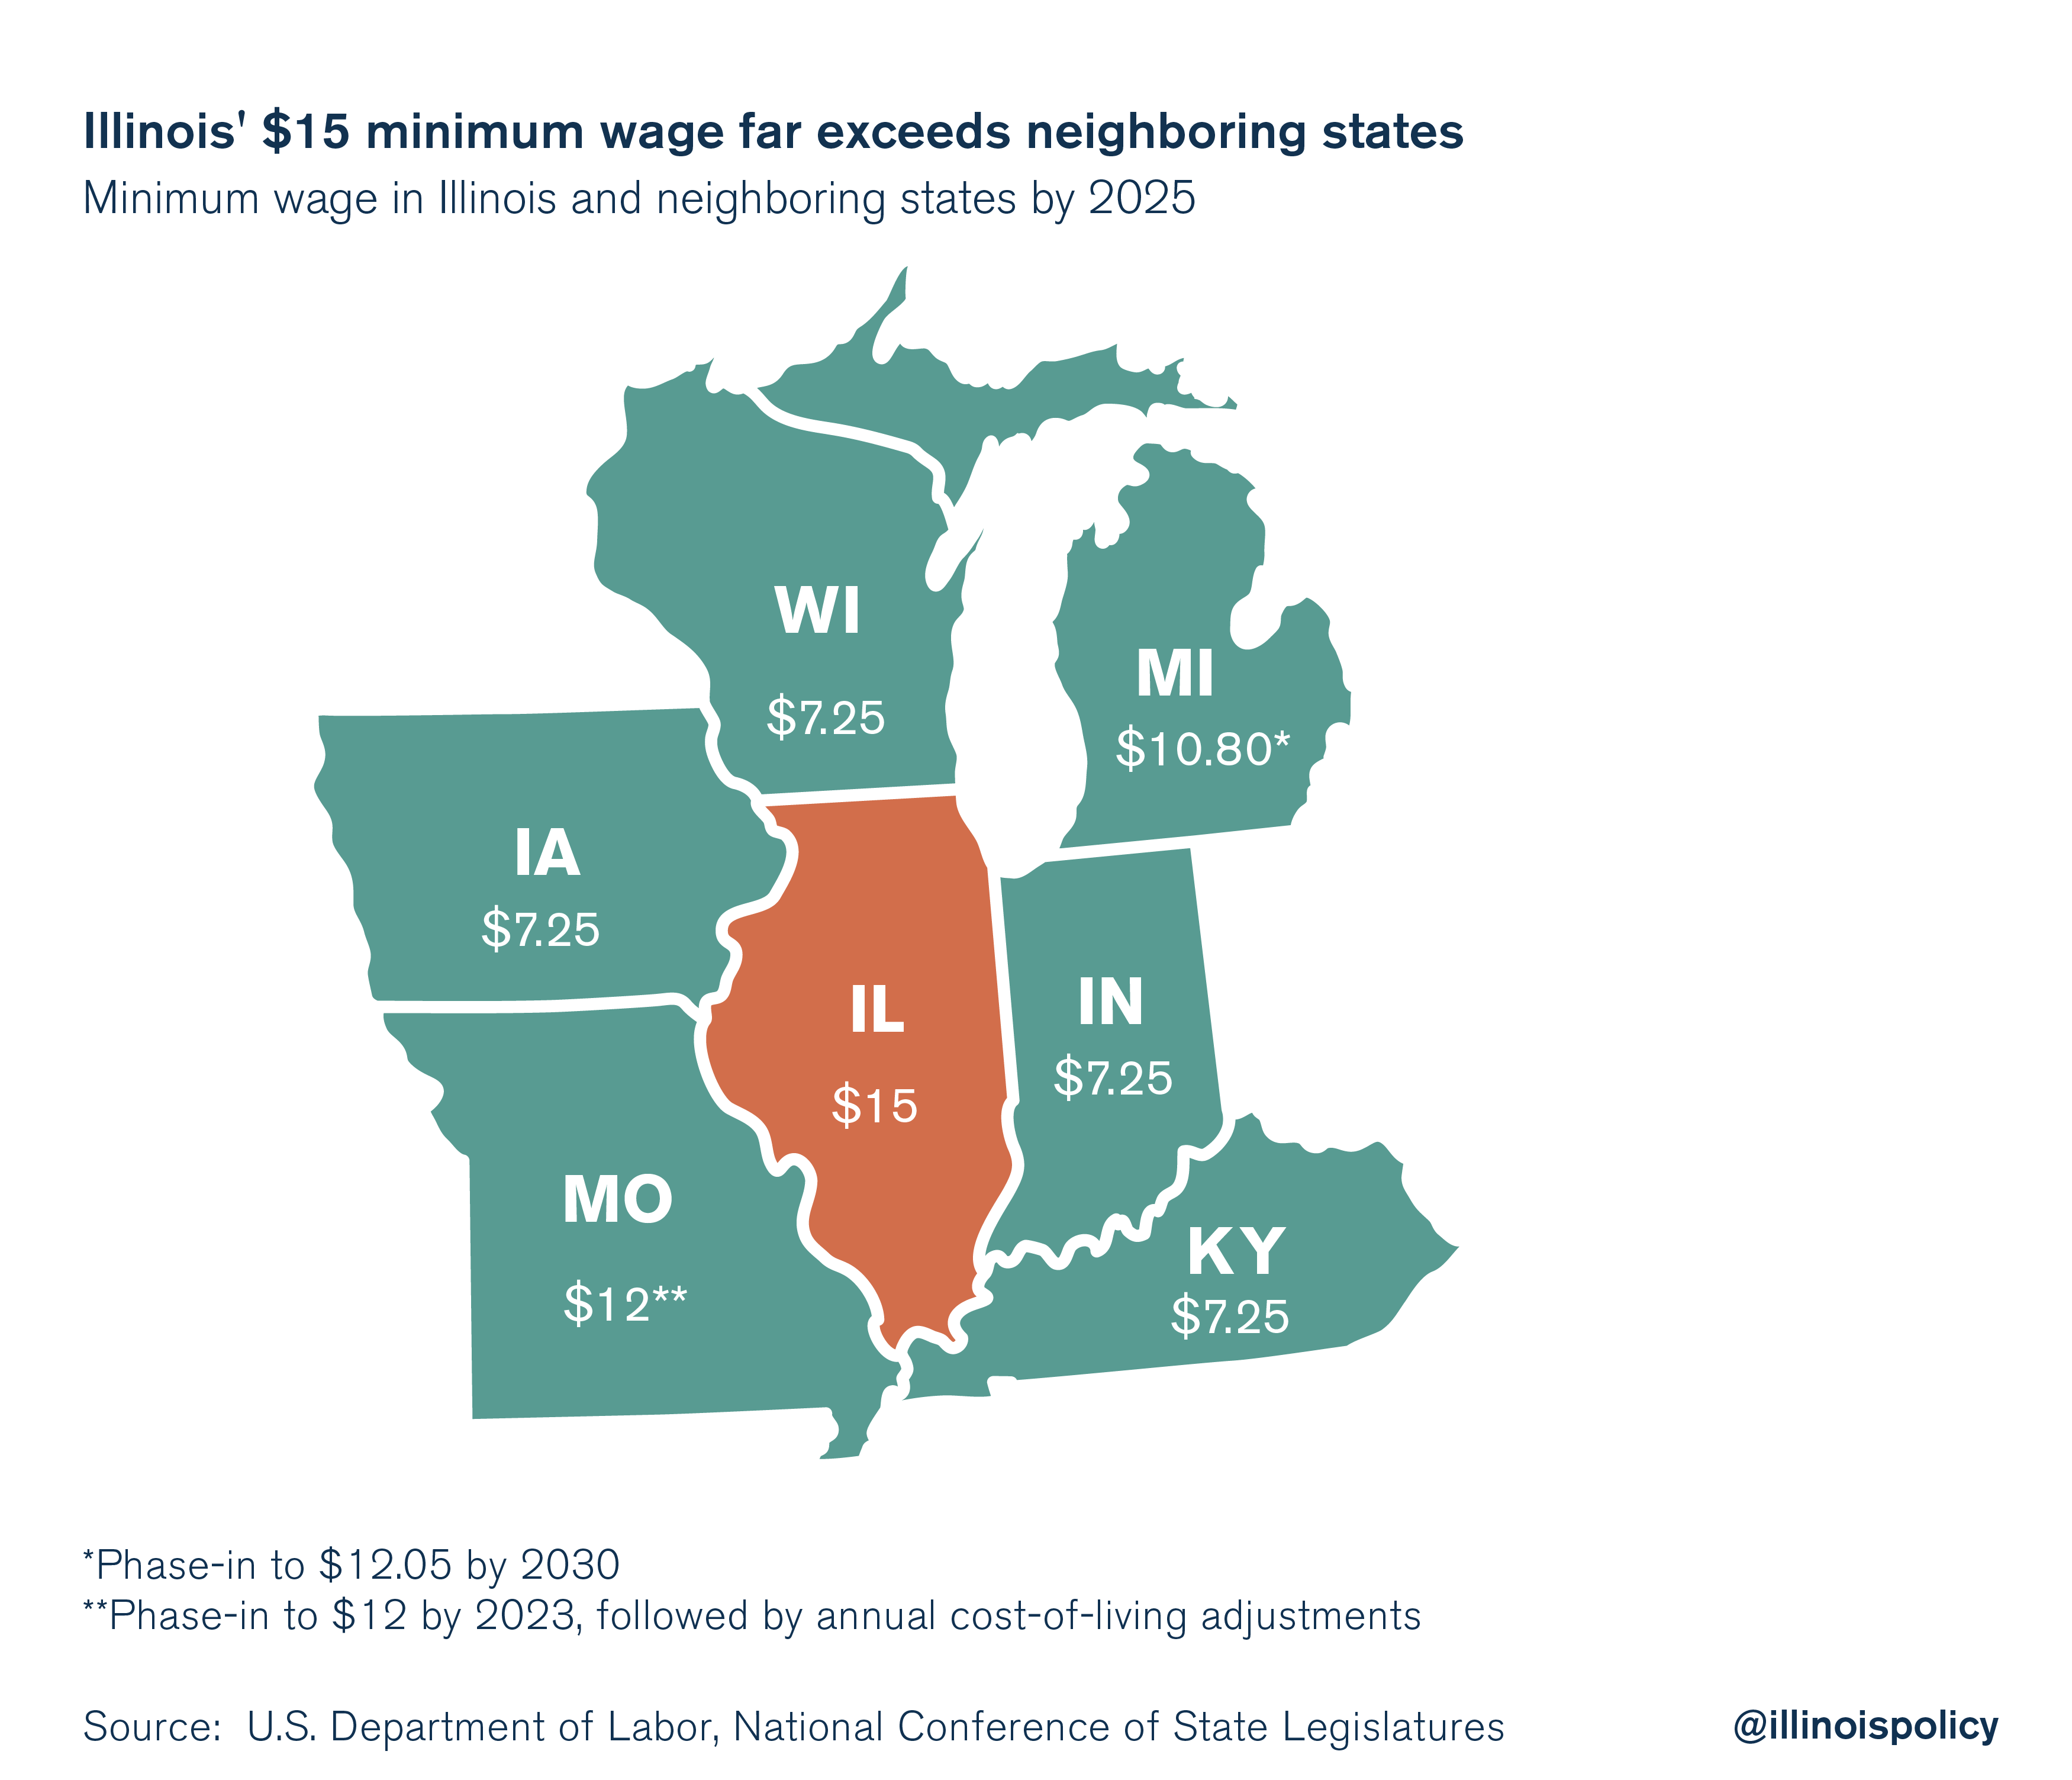 Illinois' $15 minimum wage far exceeds neighboring states
Minimum wage in Illinois and neighboring states by 2025
WI
$7.25
MI
$10.80*
IA
$7.25
IL
$15
IN
$7.25
MO
$12**
KY
$7.25
*Phase-in to $12.05 by 2030
**Phase-in to $12 by 2023, followed by annual cost-of-living adjustments
Source: U.S. Department of Labor, National Conference of State Legislatures
@illinoispolicy